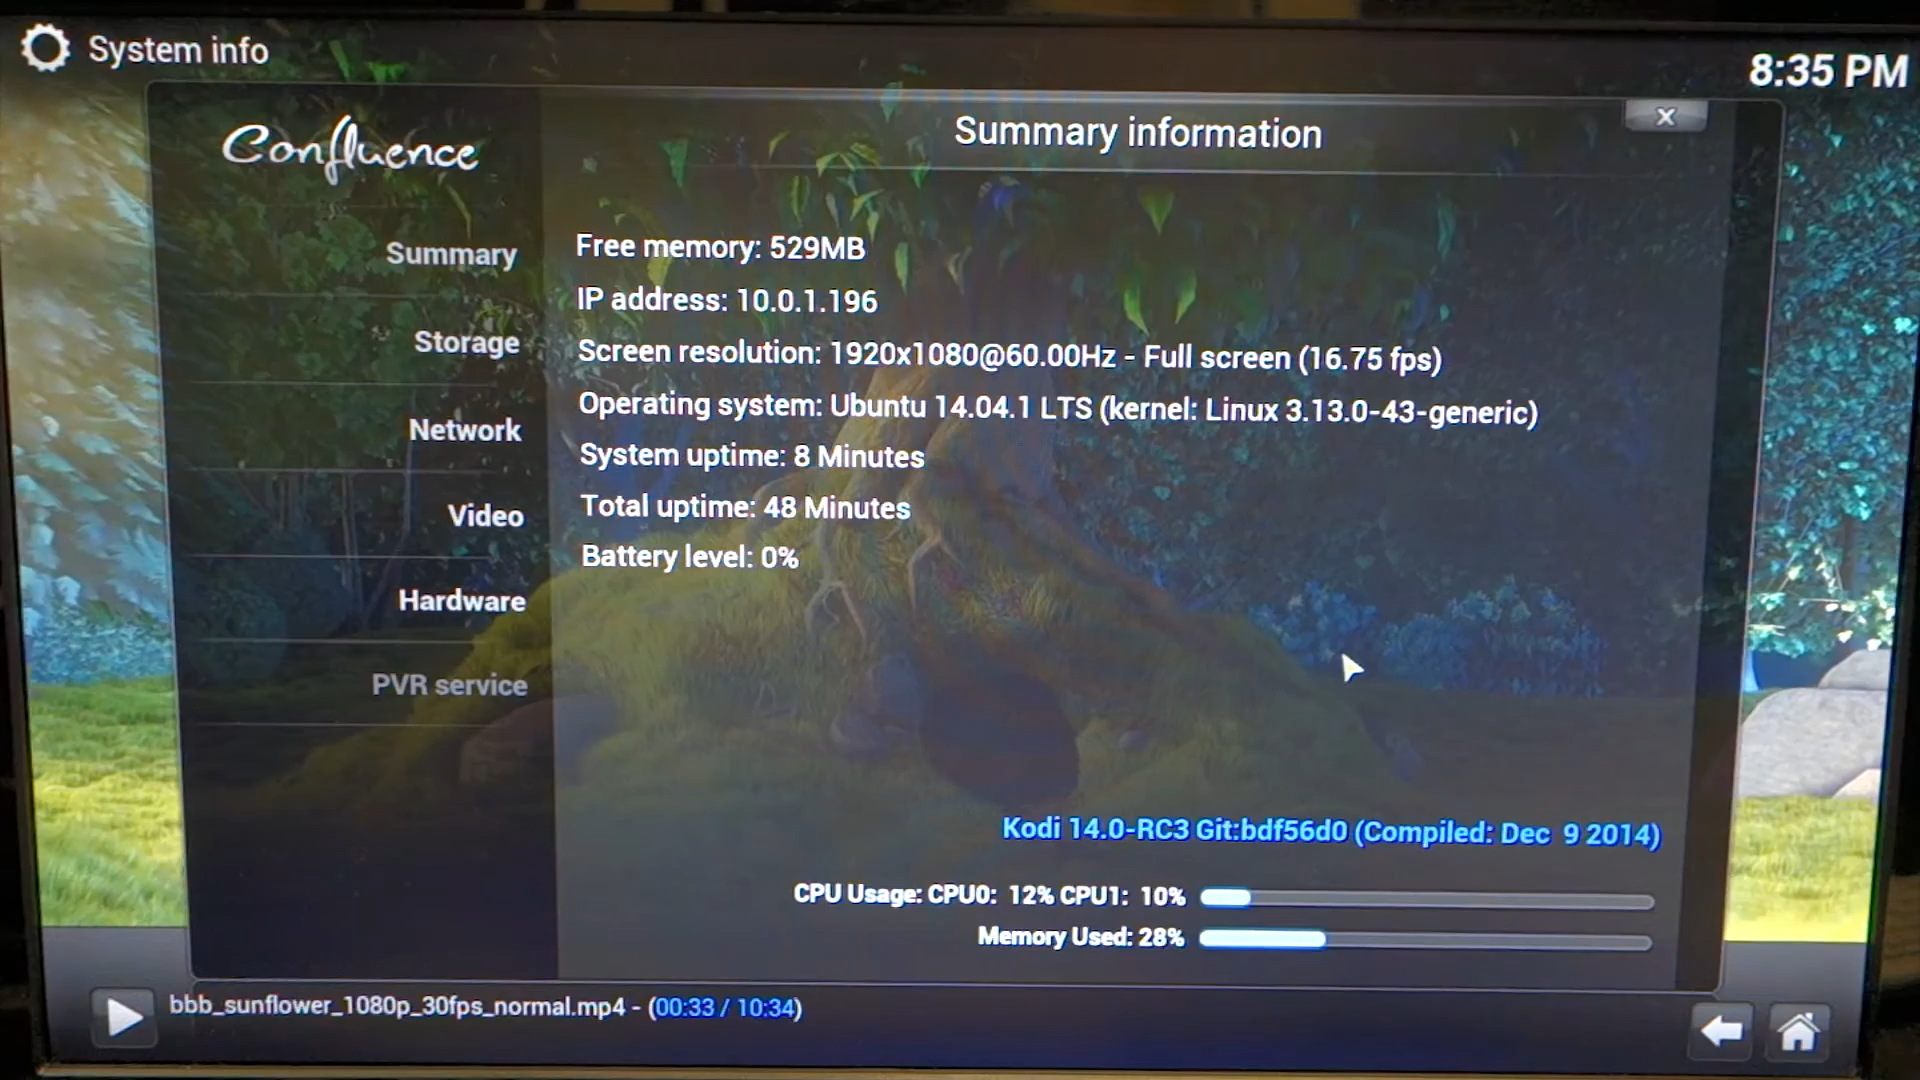 System info
8:35 PM
Confluence
Summary information
X
Summary
Storage
Network
Video
Hardware
PVR service
Free memory: 529MB
IP address: 10.0.1.196
Screen resolution: 1920x1080@60.00Hz - Full screen (16.75 fps)
Operating system: Ubuntu 14.04.1 LTS (kernel: Linux 3.13.0-43-generic)
System uptime: 8 Minutes
Total uptime: 48 Minutes
Battery level: 0%
Kodi 14.0-RC3 Git:bdf56d0 (Compiled: Dec 9 2014)
CPU Usage: CPU0: 12% CPU1: 10%
Memory Used: 28%
bbb_sunflower_1080p_30fps_normal.mp4 - (00:33 / 10:34)